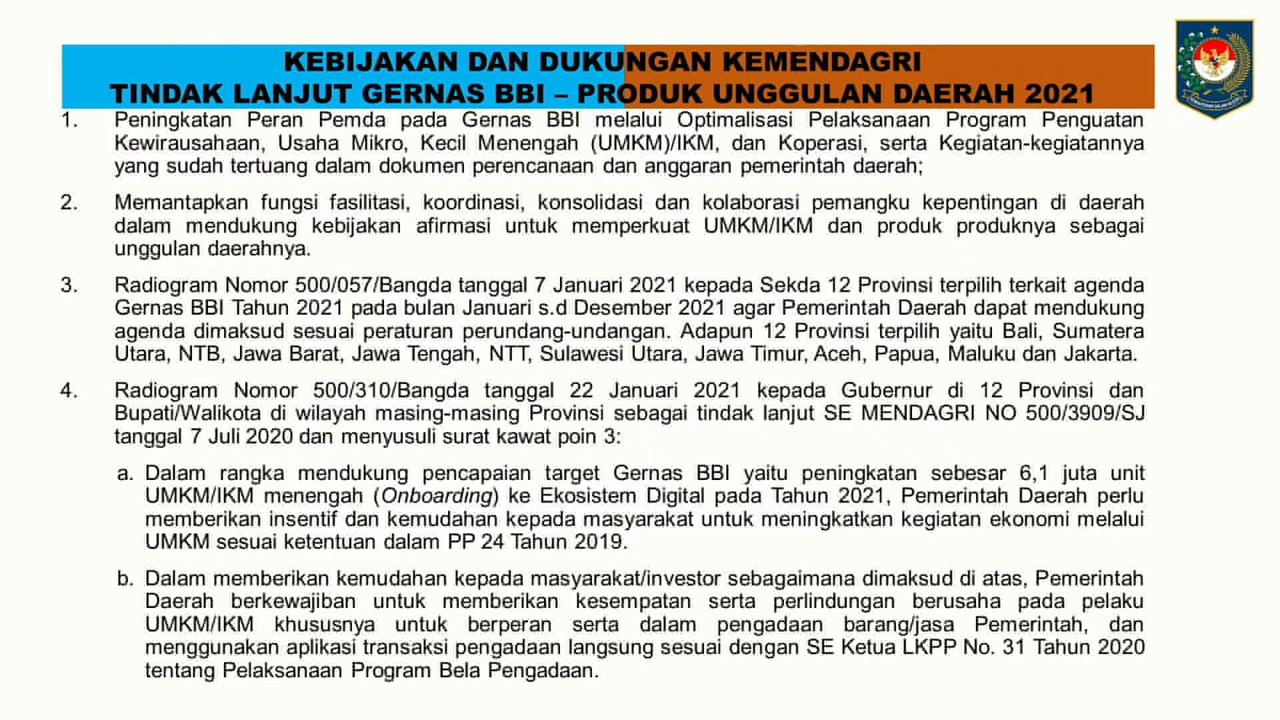 KEBIJAKAN DAN DUKUNGAN KEMENDAGRI
TINDAK LANJUT GERNAS BBI – PRODUK UNGGULAN DAERAH 2021
1. Peningkatan Peran Pemda pada Gernas BBI melalui Optimalisasi Pelaksanaan Program Penguatan
Kewirausahaan, Usaha Mikro, Kecil Menengah (UMKM)/IKM, dan Koperasi, serta Kegiatan-kegiatannya
yang sudah tertuang dalam dokumen perencanaan dan anggaran pemerintah daerah;
2. Memantapkan fungsi fasilitasi, koordinasi, konsolidasi dan kolaborasi pemangku kepentingan di daerah
dalam mendukung kebijakan afirmasi untuk memperkuat UMKM/IKM dan produk produknya sebagai
unggulan daerahnya.
3. Radiogram Nomor 500/057/Bangda tanggal 7 Januari 2021 kepada Sekda 12 Provinsi terpilih terkait agenda
Gernas BBI Tahun 2021 pada bulan Januari s.d Desember 2021 agar Pemerintah Daerah dapat mendukung
agenda dimaksud sesuai peraturan perundang-undangan. Adapun 12 Provinsi terpilih yaitu Bali, Sumatera
Utara, NTB, Jawa Barat, Jawa Tengah, NTT, Sulawesi Utara, Jawa Timur, Aceh, Papua, Maluku dan Jakarta.
4. Radiogram Nomor 500/310/Bangda tanggal 22 Januari 2021 kepada Gubernur di 12 Provinsi dan
Bupati/Walikota di wilayah masing-masing Provinsi sebagai tindak lanjut SE MENDAGRI NO 500/3909/SJ
tanggal 7 Juli 2020 dan menyusuli surat kawat poin 3:
a. Dalam rangka mendukung pencapaian target Gernas BBI yaitu peningkatan sebesar 6,1 juta unit
UMKM/IKM menengah (Onboarding) ke Ekosistem Digital pada Tahun 2021, Pemerintah Daerah perlu
memberikan insentif dan kemudahan kepada masyarakat untuk meningkatkan kegiatan ekonomi melalui
UMKM sesuai ketentuan dalam PP 24 Tahun 2019.
b. Dalam memberikan kemudahan kepada masyarakat/investor sebagaimana dimaksud di atas, Pemerintah
Daerah berkewajiban untuk memberikan kesempatan serta perlindungan berusaha pada pelaku
UMKM/IKM khususnya untuk berperan serta dalam pengadaan barang/jasa Pemerintah, dan
menggunakan aplikasi transaksi pengadaan langsung sesuai dengan SE Ketua LKPP No. 31 Tahun 2020
tentang Pelaksanaan Program Bela Pengadaan.